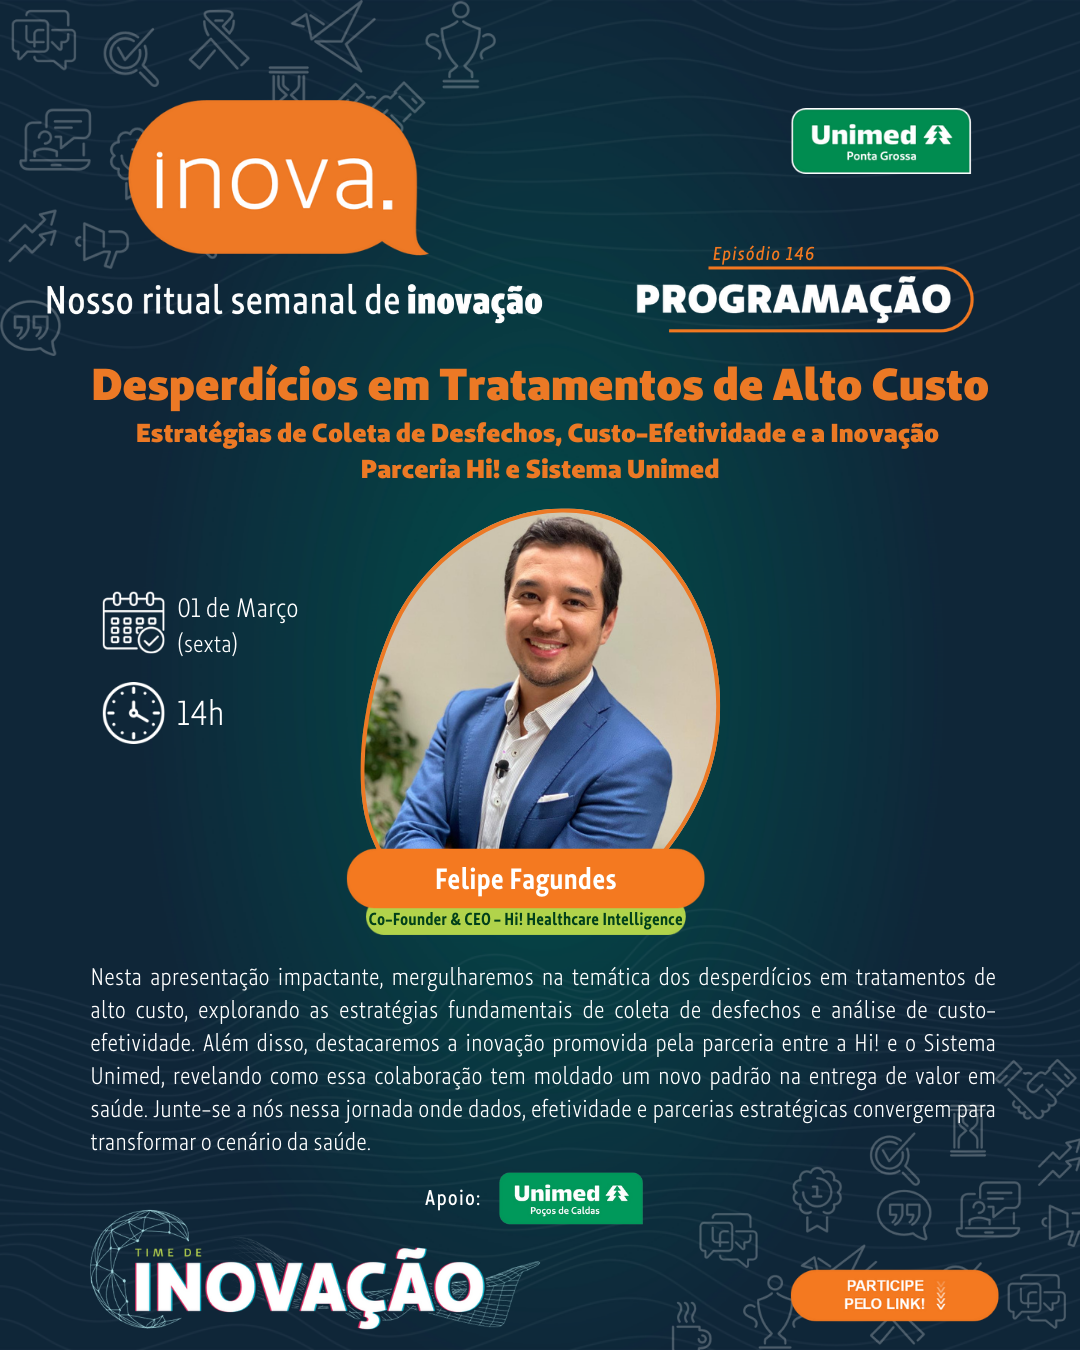 inova.
Unimed
Ponta Grossa
Episódio 146
Nosso ritual semanal de inovação
PROGRAMAÇÃO
Desperdícios em Tratamentos de Alto Custo
Estratégias de Coleta de Desfechos, Custo-Efetividade e a Inovação
Parceria Hi! e Sistema Unimed
01 de Março
(sexta)
14h
Felipe Fagundes
Co-Founder & CEO - Hi! Healthcare Intelligence
Nesta apresentação impactante, mergulharemos na temática dos desperdícios em tratamentos de
alto custo, explorando as estratégias fundamentais de coleta de desfechos e análise de custo-
efetividade. Além disso, destacaremos a inovação promovida pela parceria entre a Hi! e o Sistema
Unimed, revelando como essa colaboração tem moldado um novo padrão na entrega de valor em
saúde. Junte-se a nós nessa jornada onde dados, efetividade e parcerias estratégicas convergem para
transformar o cenário da saúde.
Apoio:
Unimed
Poços de Caldas
1
TIME DE
INOVAÇÃO
PARTICIPE
PELO LINK!